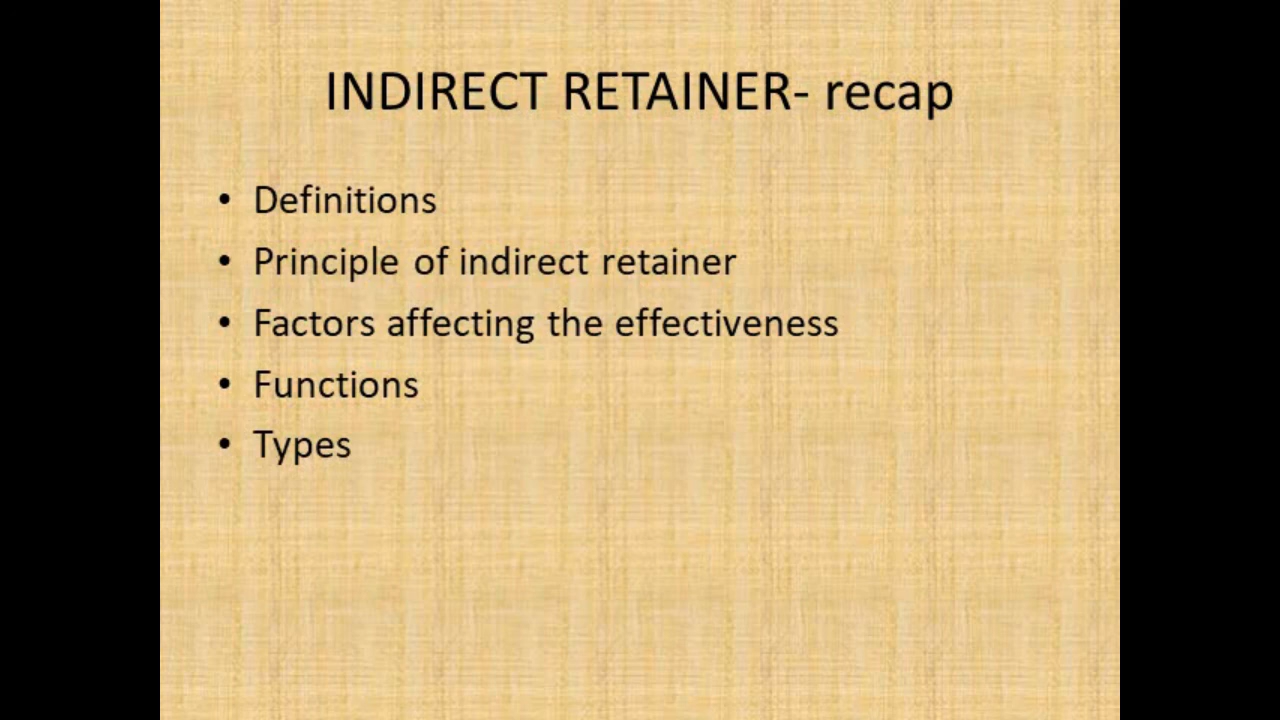 INDIRECT RETAINER- recap
• Definitions
• Principle of indirect retainer
• Factors affecting the effectiveness
• Functions
• Types